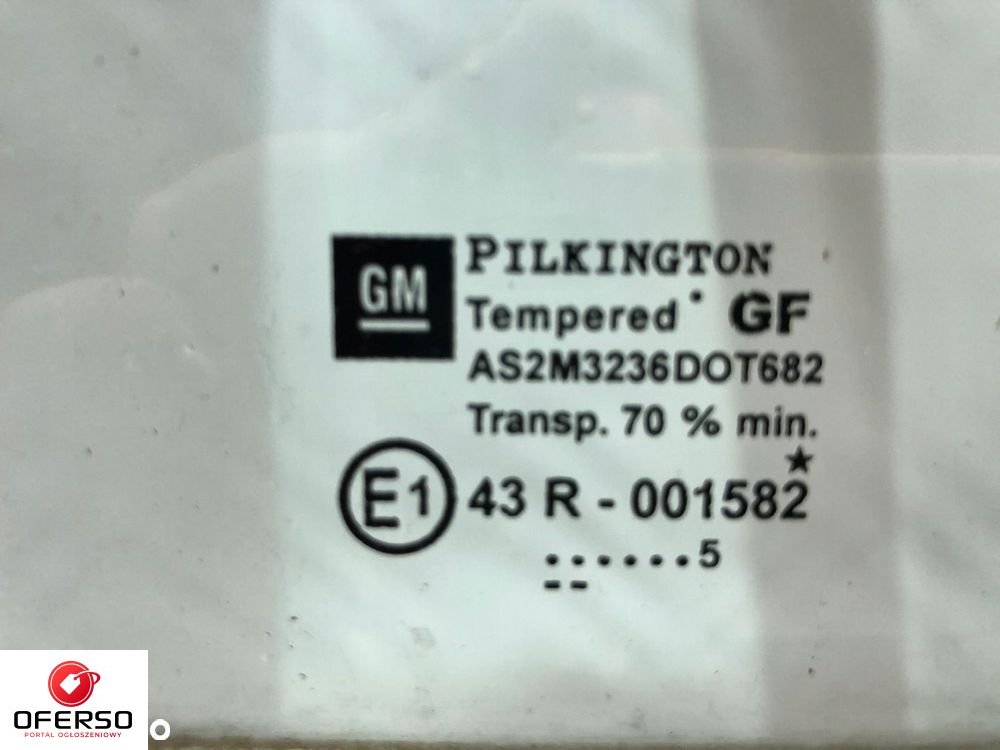 GM
PILKINGTON
Tempered GF
AS2M3236DOT682
Transp. 70 % min.
E1 43 R - 001582
......5
--
OFERSO
PORTAL OGŁOSZENIOWY